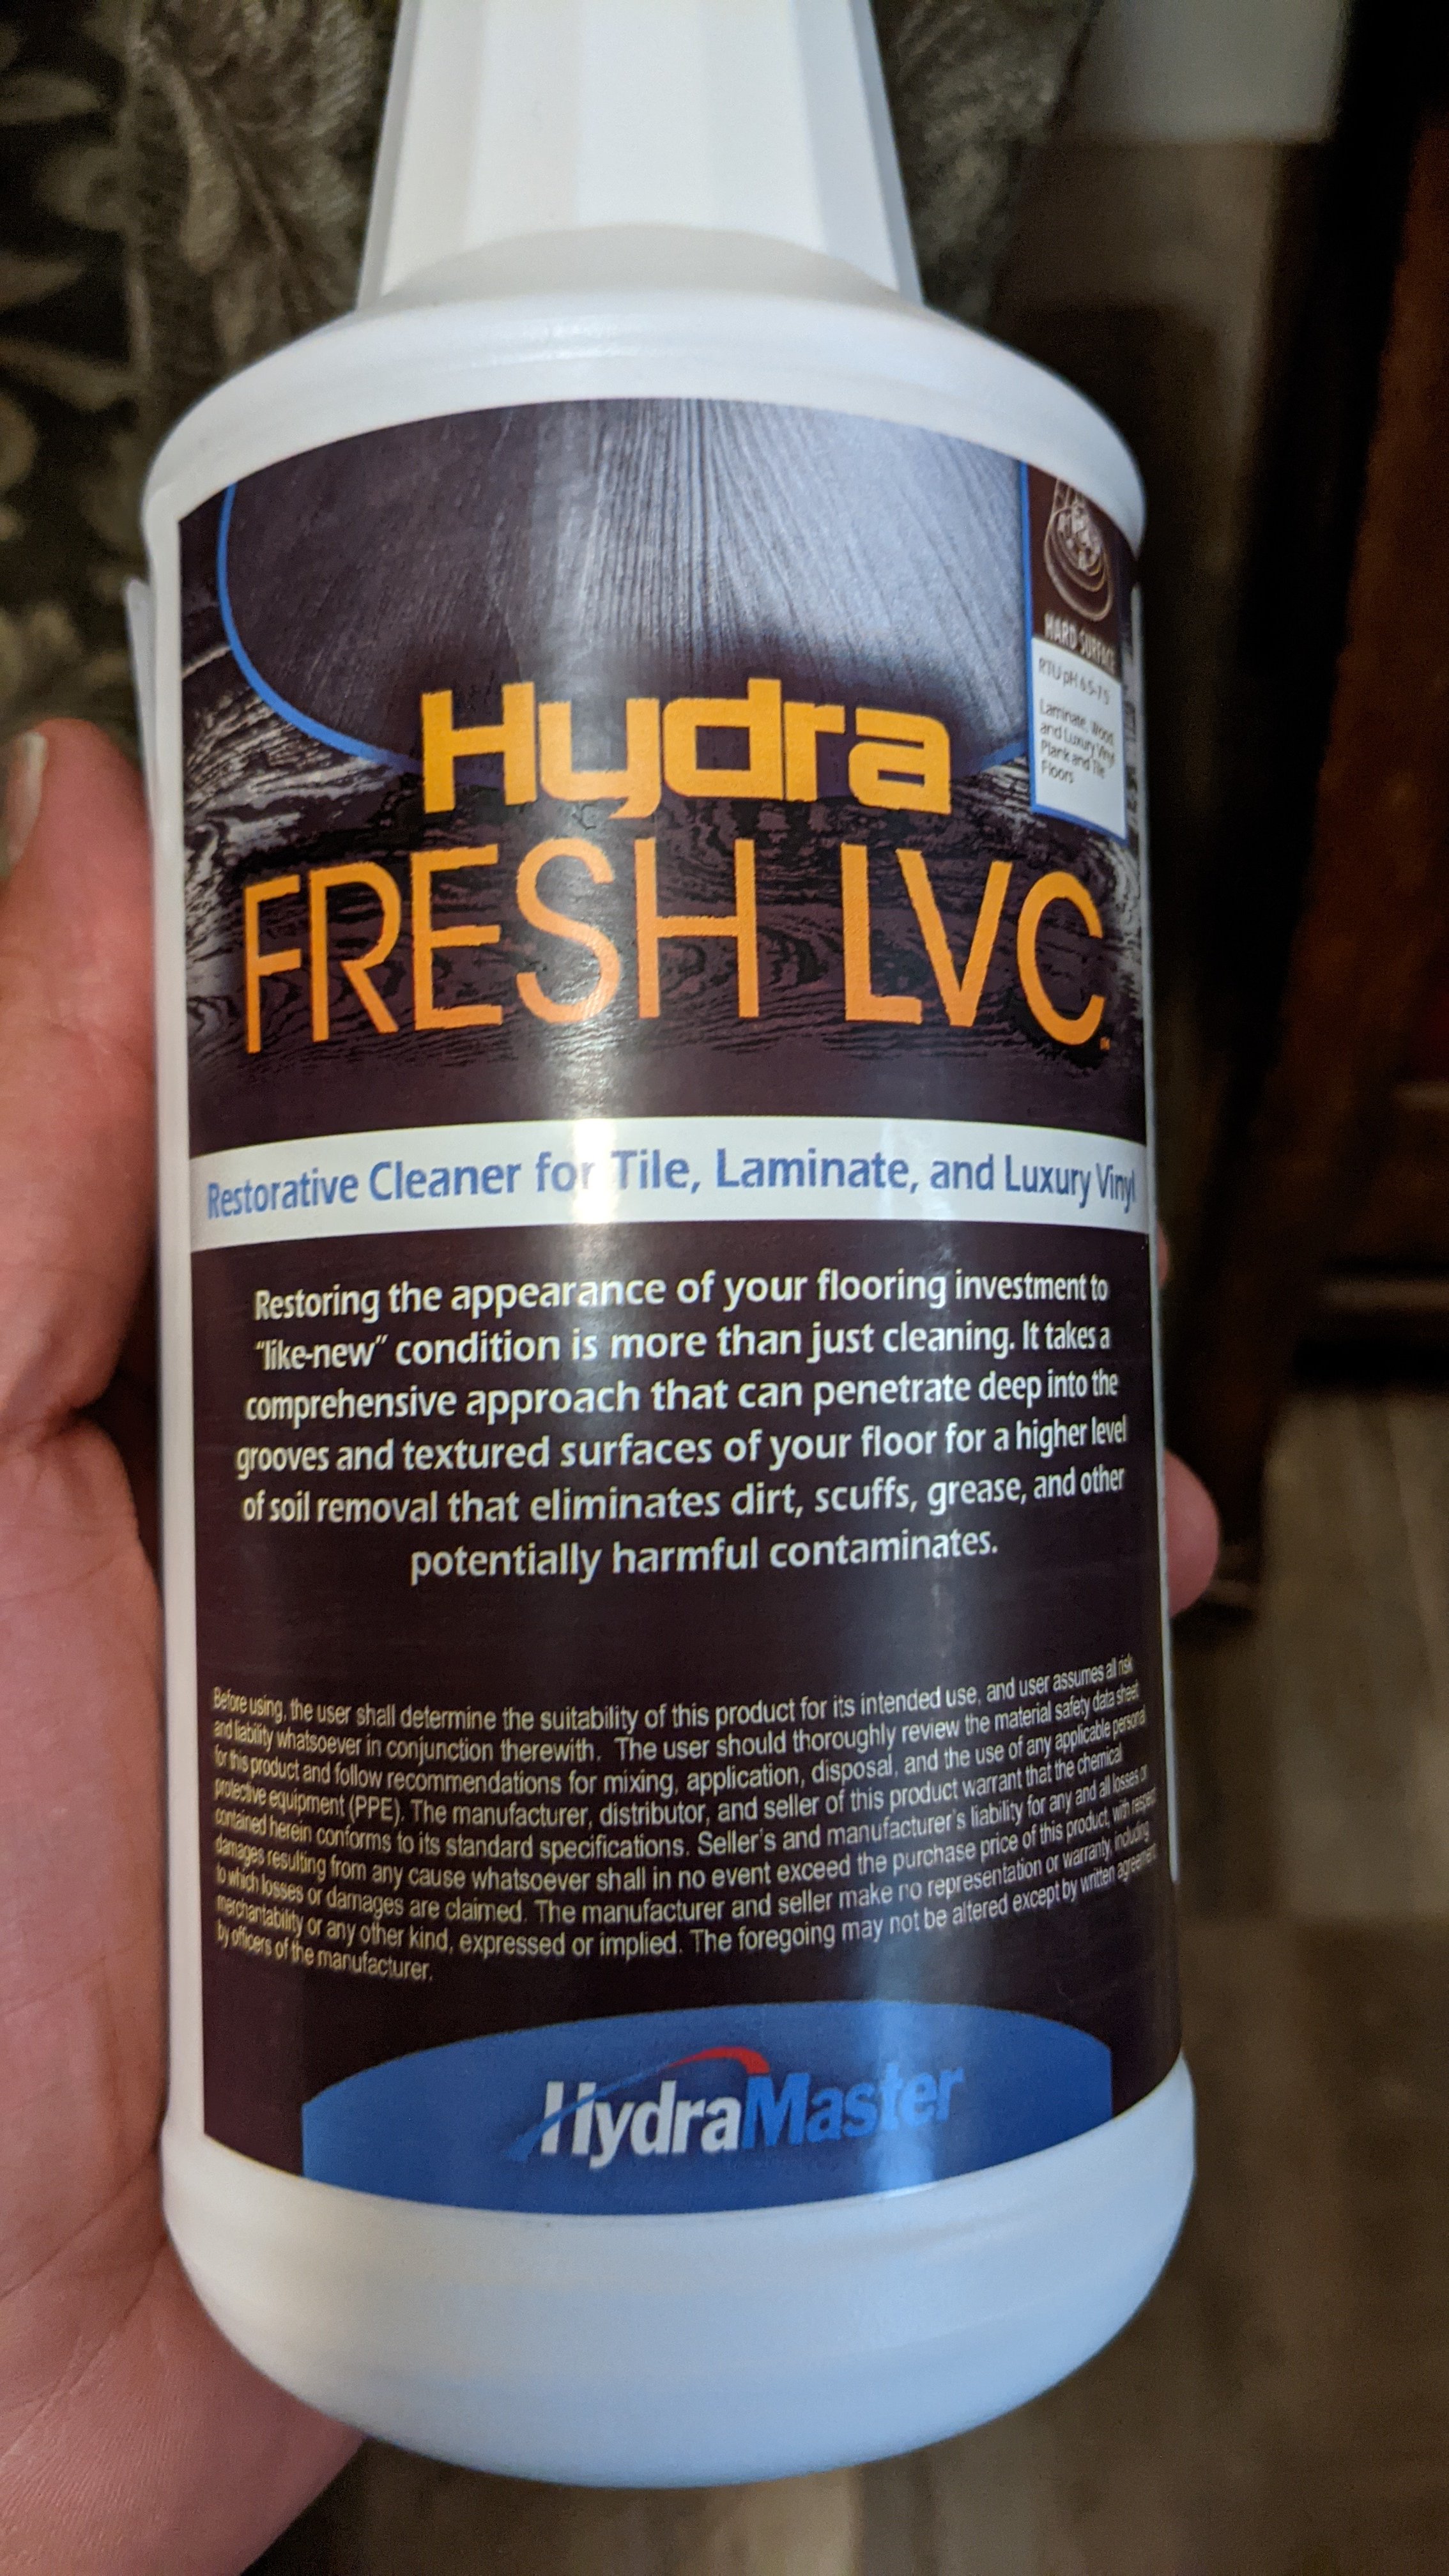 HARD SURFACE
RTU pH 6.5-7.5
Laminate, Wood
and Luxury Vinyl
Plank and Tile
Floors
Hydra
FRESH LVC
Restorative Cleaner for Tile, Laminate, and Luxury Vinyl
Restoring the appearance of your flooring investment to
"like-new" condition is more than just cleaning. It takes a
comprehensive approach that can penetrate deep into the
grooves and textured surfaces of your floor for a higher level
of soil removal that eliminates dirt, scuffs, grease, and other
potentially harmful contaminates.
Before using, the user shall determine the suitability of this product for its intended use, and user assumes all risk
and liability whatsoever in conjunction therewith. The user should thoroughly review the material safety data sheet
for this product and follow recommendations for mixing, application, disposal, and the use of any applicable personal
protective equipment (PPE). The manufacturer, distributor, and seller of this product warrant that the chemical
contained herein conforms to its standard specifications. Seller's and manufacturer's liability for any and all losses or
damages resulting from any cause whatsoever shall in no event exceed the purchase price of this product, with respect
to which losses or damages are claimed. The manufacturer and seller make no representation or warranty, including
merchantability or any other kind, expressed or implied. The foregoing may not be altered except by written agreement
by officers of the manufacturer.
HydraMaster